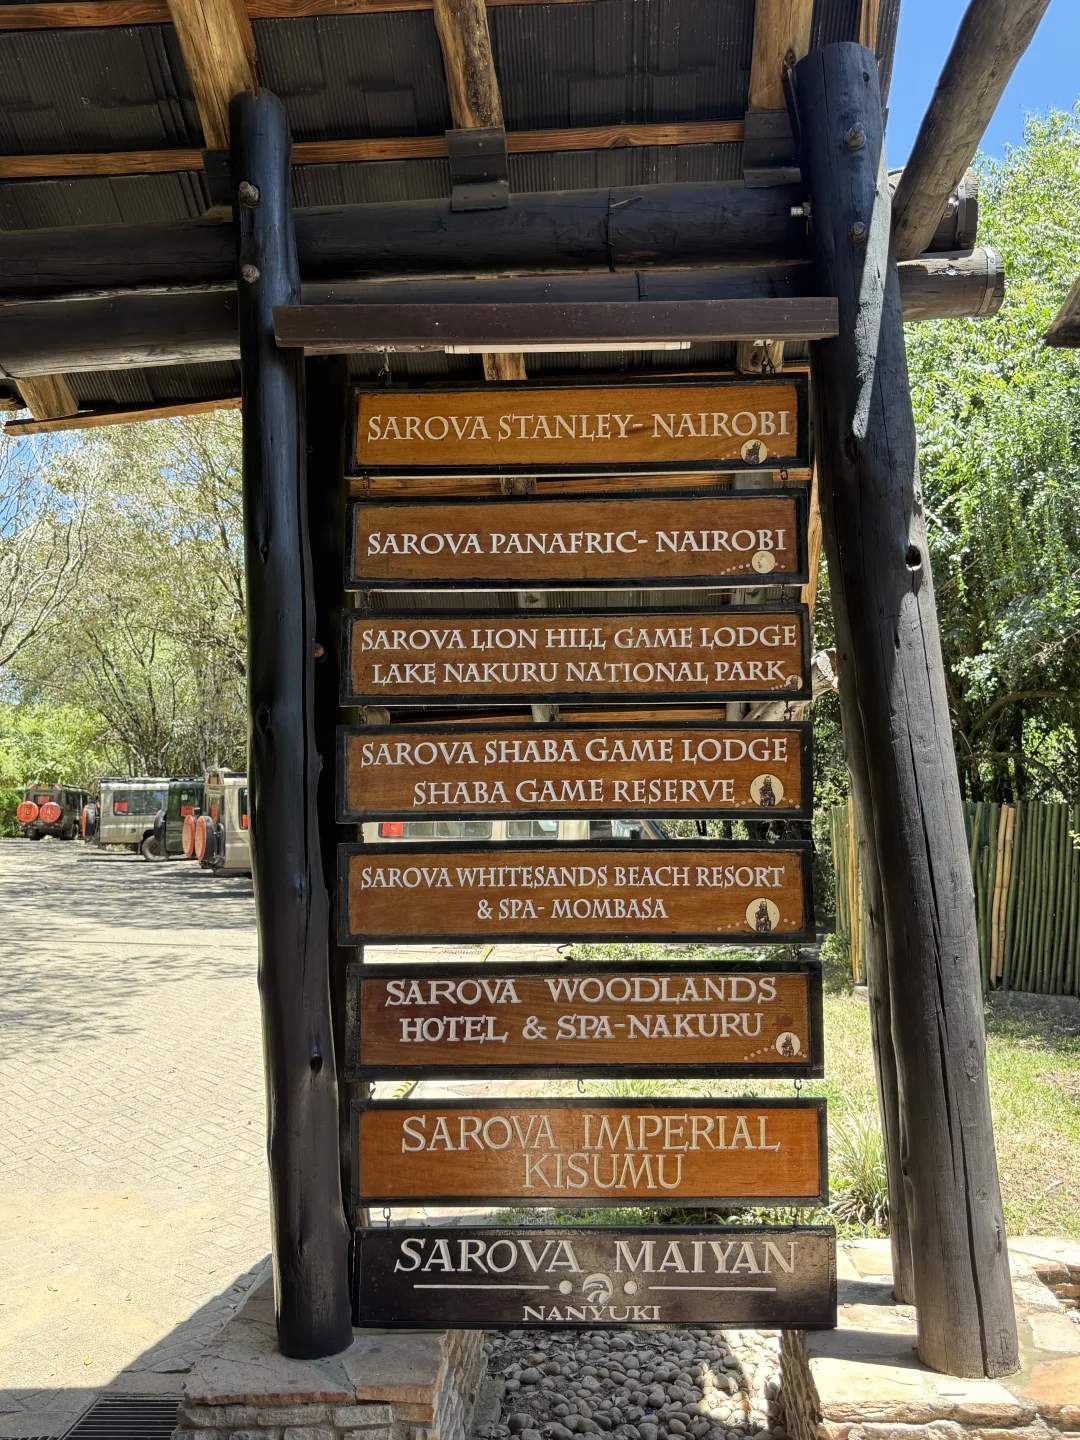 SAROVA STANLEY- NAIROBI
SAROVA PANAFRIC- NAIROBI
SAROVA LION HILL GAME LODGE
LAKE NAKURU NATIONAL PARK
SAROVA SHABA GAME LODGE
SHABA GAME RESERVE
SAROVA WHITESANDS BEACH RESORT
& SPA- MOMBASA
SAROVA WOODLANDS
HOTEL & SPA-NAKURU
SAROVA IMPERIAL
KISUMU
SAROVA MAIYAN
NANYUKI